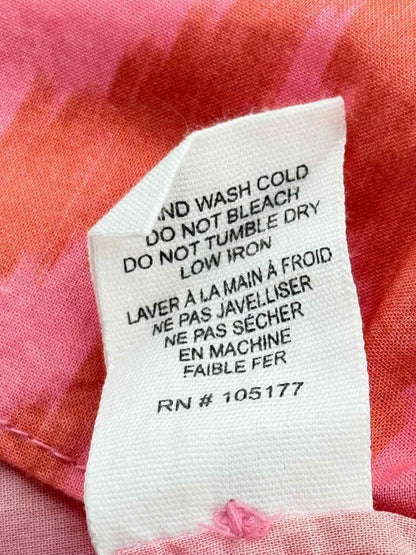 ND WASH COLD
DO NOT BLEACH
DO NOT TUMBLE DRY
LOW IRON
LAVER À LA MAIN À FROID
NE PAS JAVELLISER
NE PAS SÉCHER
EN MACHINE
FAIBLE FER
RN # 105177